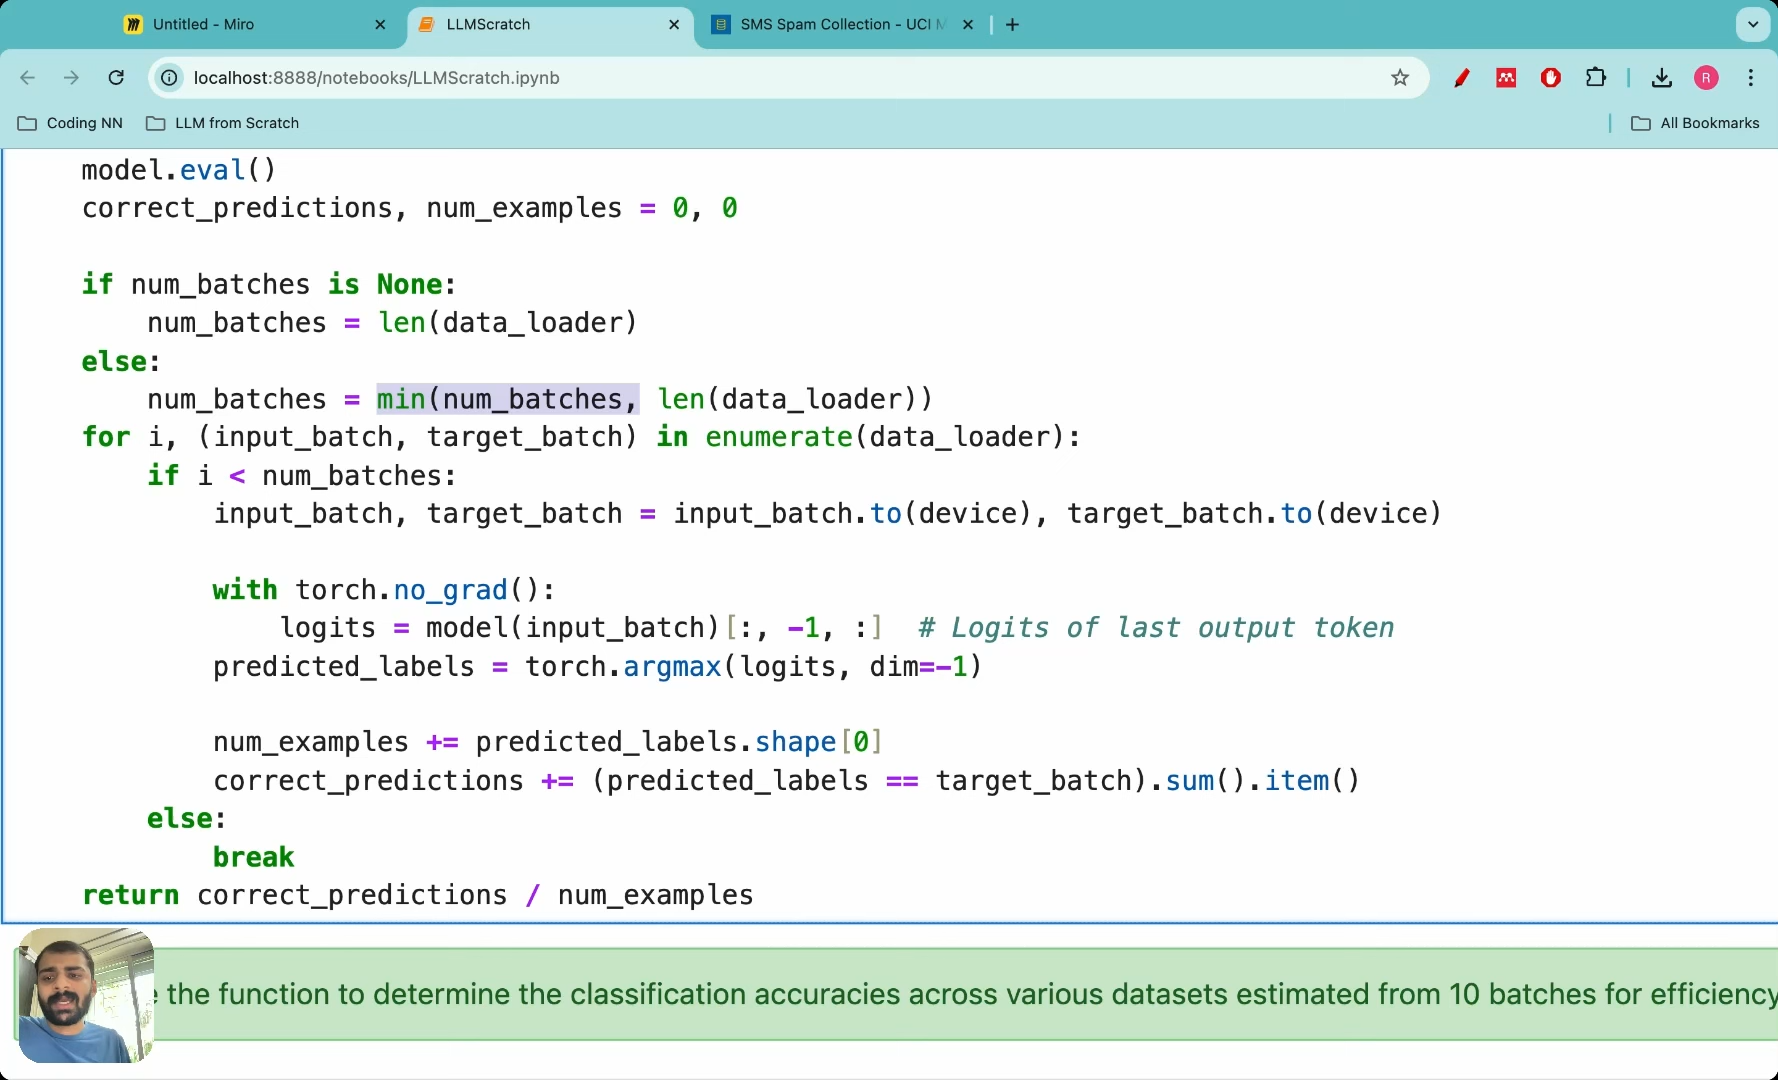 Untitled - Miro
LLMScratch
SMS Spam Collection - UCI M
localhost:8888/notebooks/LLMScratch.ipynb
R
Coding NN
LLM from Scratch
All Bookmarks
model.eval()
correct_predictions, num_examples = 0, 0
if num_batches is None:
num_batches = len(data_loader)
else:
num_batches = min(num_batches, len(data_loader))
for i, (input_batch, target_batch) in enumerate(data_loader):
if i < num_batches:
input_batch, target_batch = input_batch.to(device), target_batch.to(device)
with torch.no_grad():
logits = model(input_batch)[:, -1, :]  # Logits of last output token
predicted_labels = torch.argmax(logits, dim=-1)
num_examples += predicted_labels.shape[0]
correct_predictions += (predicted_labels == target_batch).sum().item()
else:
break
return correct_predictions / num_examples
the function to determine the classification accuracies across various datasets estimated from 10 batches for efficiency